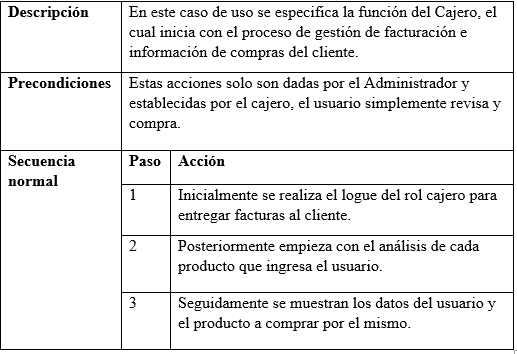 Descripción
En este caso de uso se especifica la función del Cajero, el
cual inicia con el proceso de gestión de facturación e
información de compras del cliente.
Precondiciones
Estas acciones solo son dadas por el Administrador y
establecidas por el cajero, el usuario simplemente revisa y
compra.
Secuencia
normal
Paso Acción
1 Inicialmente se realiza el logue del rol cajero para
entregar facturas al cliente.
2 Posteriormente empieza con el análisis de cada
producto que ingresa el usuario.
3 Seguidamente se muestran los datos del usuario y
el producto a comprar por el mismo.